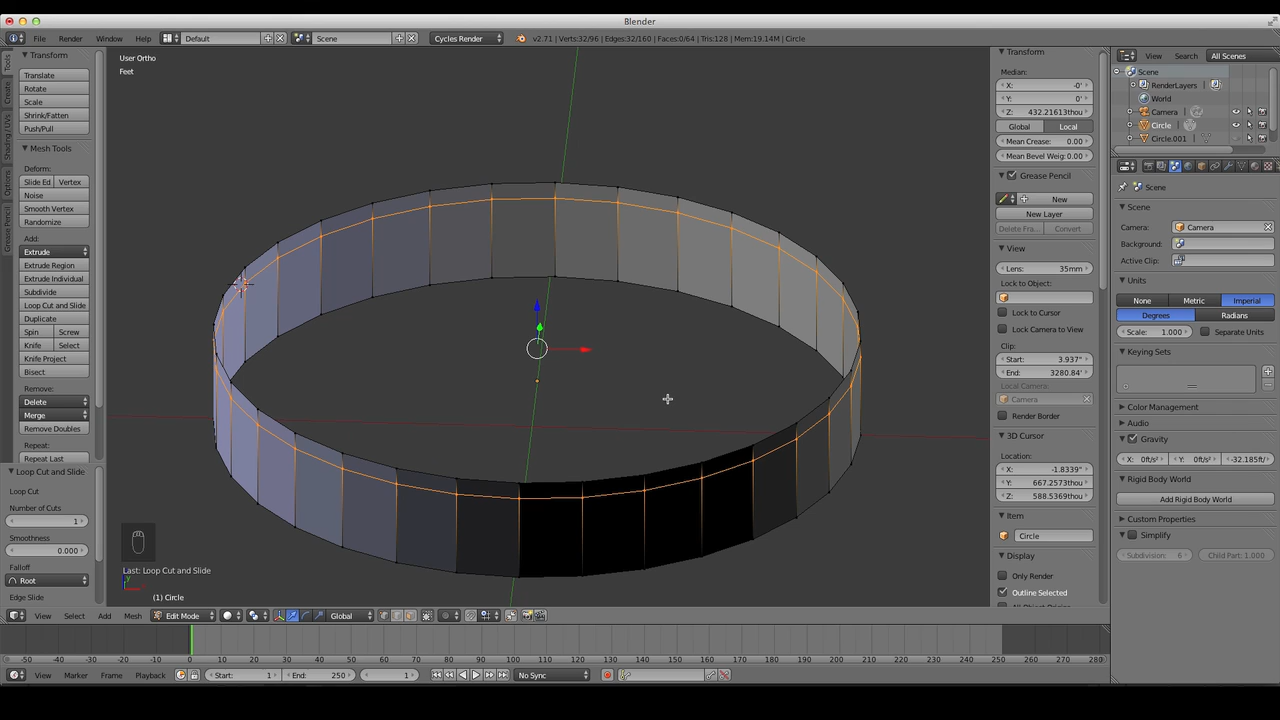 Blender
File
Render
Window
Help
Default
Scene
Cycles Render
v2.71 | Verts:32/96 | Edges:32/160 | Faces:0/64 | Tris:128 | Mem:19.14M | Circle
View
Search
All Scenes
Tools
Create
Shading / UVs
Options
Grease Pencil
Transform
Translate
Rotate
Scale
Shrink/Fatten
Push/Pull
Mesh Tools
Deform:
Slide Ed
Vertex
Noise
Smooth Vertex
Randomize
Add:
Extrude
Extrude Region
Extrude Individual
Subdivide
Loop Cut and Slide
Duplicate
Spin
Screw
Knife
Select
Knife Project
Bisect
Remove:
Delete
Merge
Remove Doubles
Repeat:
Repeat Last
Loop Cut and Slide
Loop Cut
Number of Cuts
1
Smoothness
0.000
Falloff
Root
Edge Slide
User Ortho
Feet
Last: Loop Cut and Slide
(1) Circle
View
Select
Add
Mesh
Edit Mode
Global
Transform
Median:
X: -0'
Y: 0'
Z: 432.21613thou
Global
Local
Mean Crease: 0.00
Mean Bevel Weig: 0.00
Grease Pencil
New
New Layer
Delete Fra...
Convert
View
Lens: 35mm
Lock to Object:
Lock to Cursor
Lock Camera to View
Clip:
Start: 3.937"
End: 3280.84'
Local Camera:
Camera
Render Border
3D Cursor
Location:
X: -1.8339"
Y: 667.2573thou
Z: 588.5369thou
Item
Circle
Display
Only Render
Outline Selected
Scene
RenderLayers
World
Camera
Circle
Circle.001
Scene
Scene
Camera:
Camera
Background:
Active Clip:
Units
None
Metric
Imperial
Degrees
Radians
Scale: 1.000
Separate Units
Keying Sets
Color Management
Audio
Gravity
X: 0ft/s²
Y: 0ft/s²
-32.185ft/
Rigid Body World
Add Rigid Body World
Custom Properties
Simplify
Subdivision: 6
Child Part: 1.000
-50 -40 -30 -20 -10 0 10 20 30 40 50 60 70 80 90 100 110 120 130 140 150 160 170 180 190 200 210 220 230 240 250 260 270 280
View
Marker
Frame
Playback
Start: 1
End: 250
1
No Sync